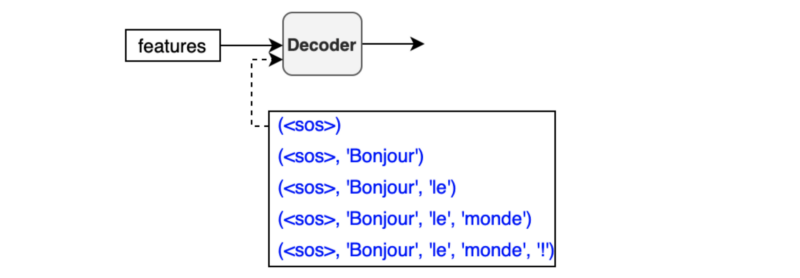 features
Decoder
(<sos>)
(<sos>, 'Bonjour')
(<sos>, 'Bonjour', 'le')
(<sos>, 'Bonjour', 'le', 'monde')
(<sos>, 'Bonjour', 'le', 'monde', '!')